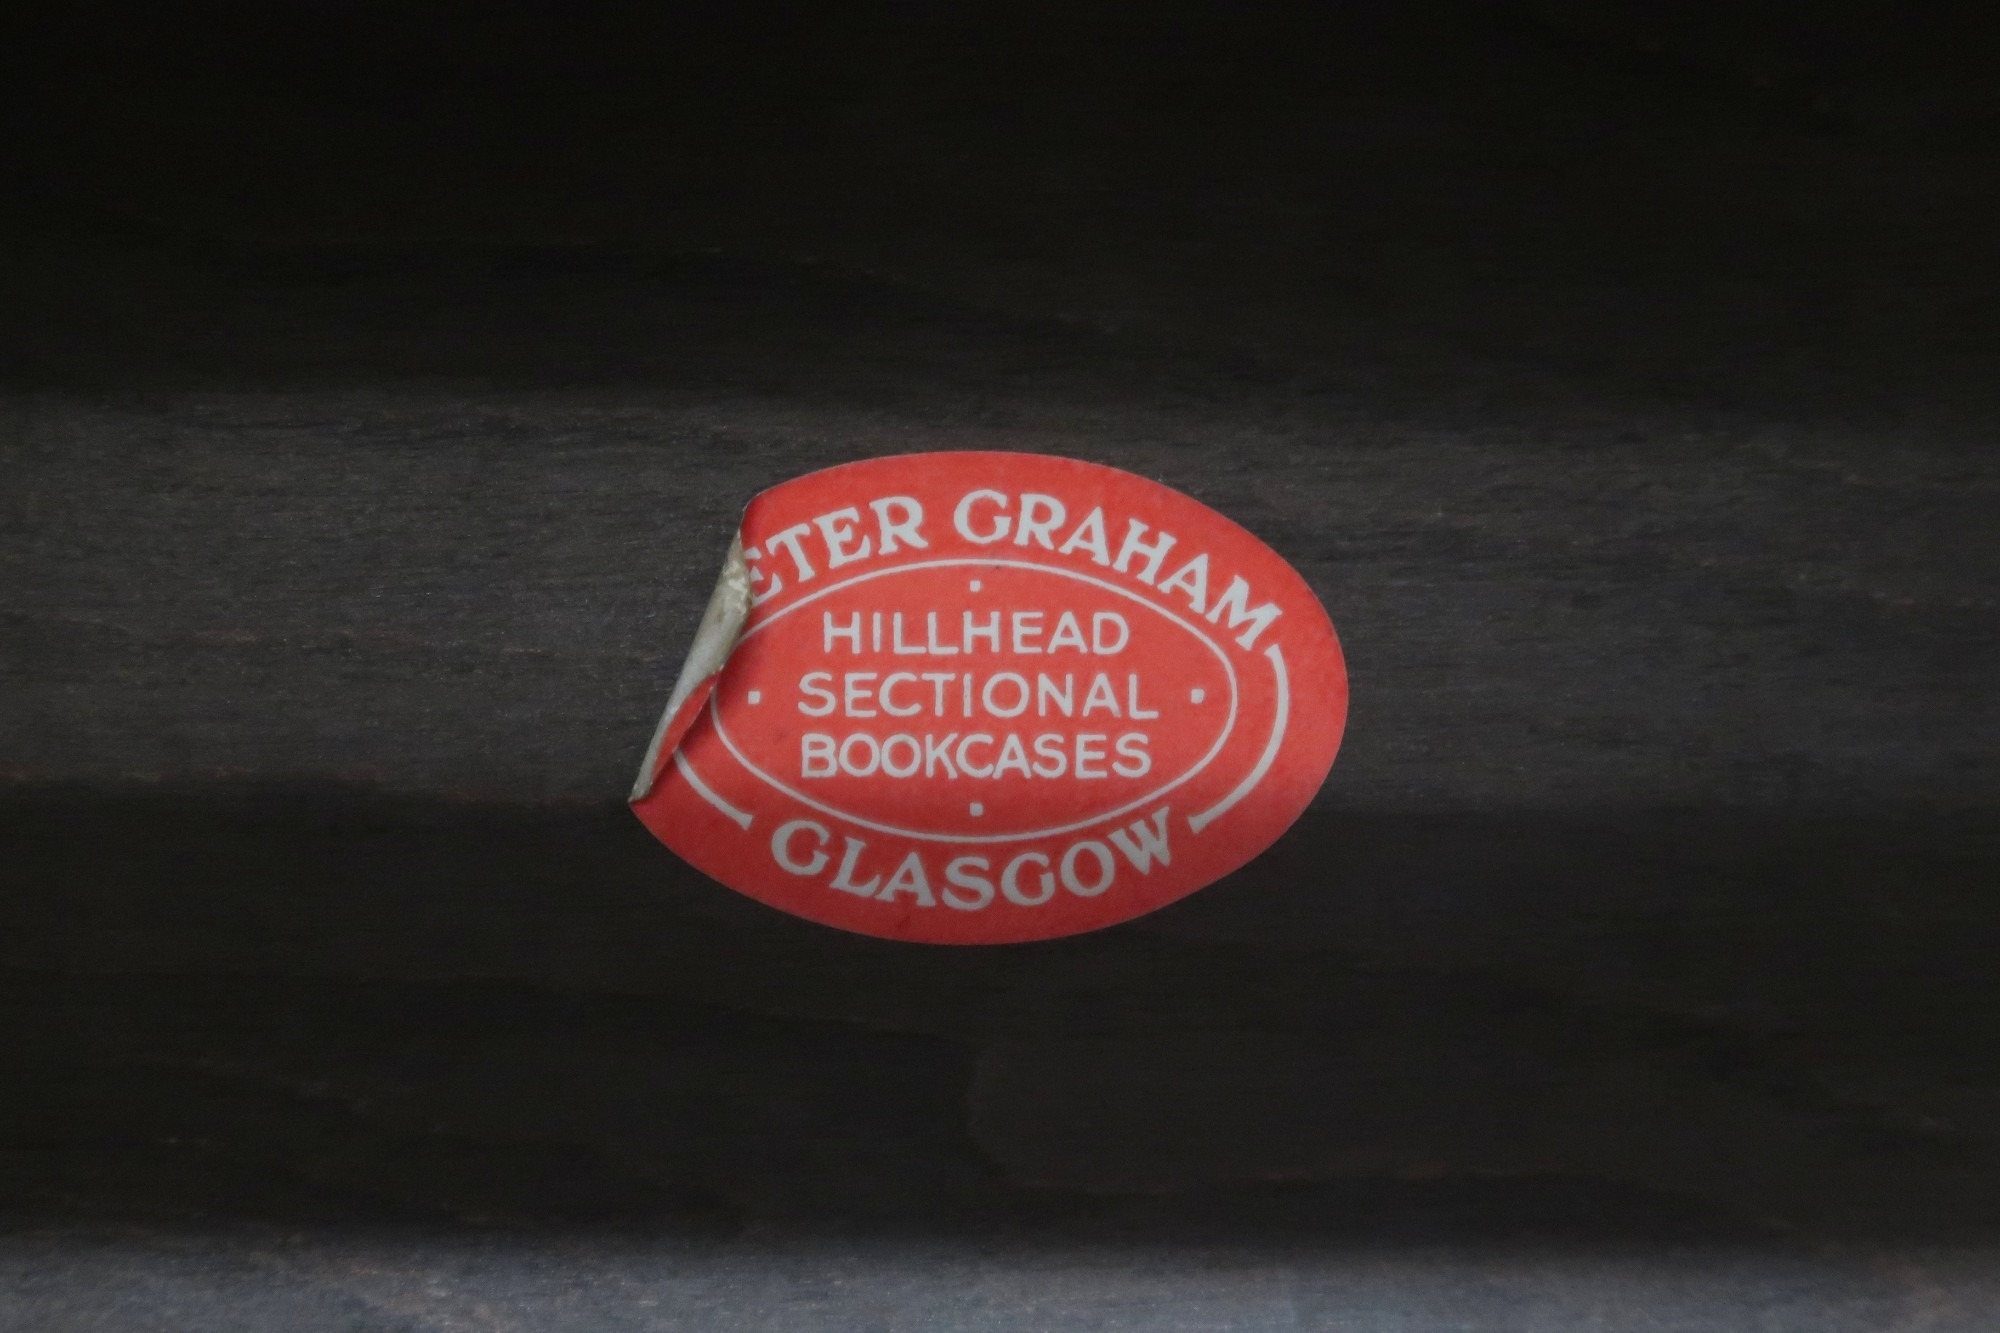 ETER GRAHAM
HILLHEAD
SECTIONAL
BOOKCASES
GLASGOW